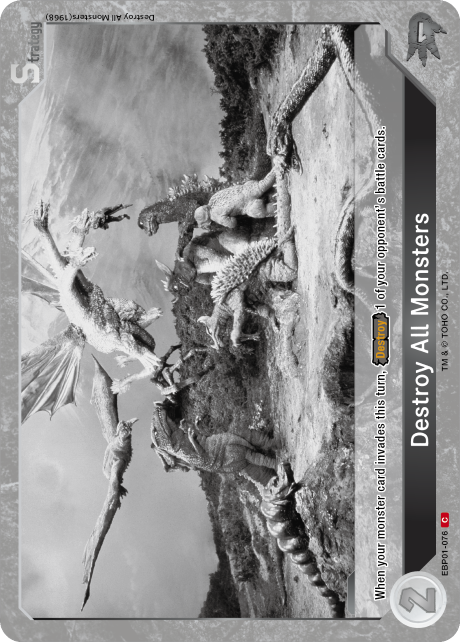 Strategy
Destroy All Monsters(1968)
When your monster card invades this turn, Destroy 1 of your opponent's battle cards.
2
Destroy All Monsters
EBP01-076 C
TM & © TOHO CO., LTD.